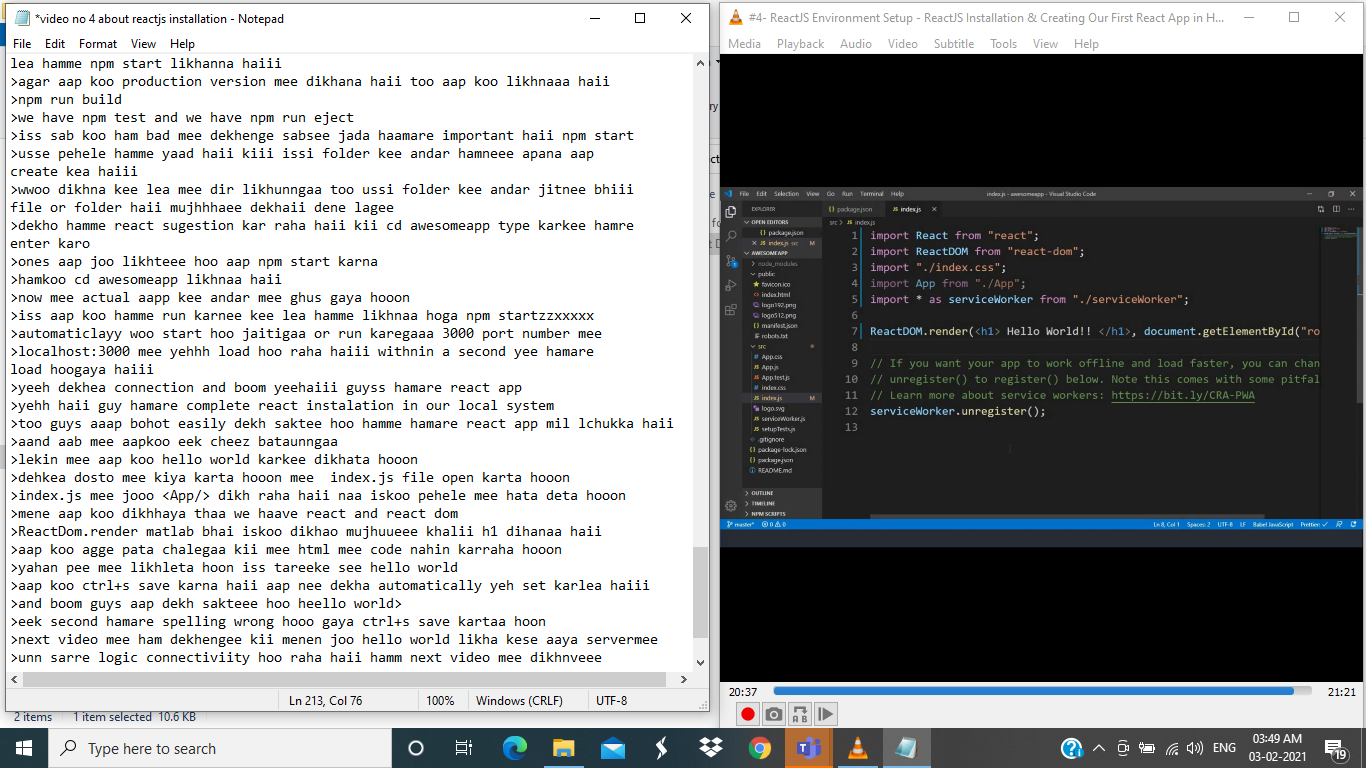 *video no 4 about reactjs installation - Notepad
File Edit Format View Help
lea hamme npm start likhanna haiii
>agar aap koo production version mee dikhana haii too aap koo likhnaaa haii
>npm run build
>we have npm test and we have npm run eject
>iss sab koo ham bad mee dekhenge sabsee jada haamare important haii npm start
>usse pehele hamme yaad haii kiii issi folder kee andar hamneee apana aap
create kea haiii
>wwoo dikhna kee lea mee dir likhunngaa too ussi folder kee andar jitnee bhiii
file or folder haii mujhhhaee dekhaii dene lagee
>dekho hamme react sugestion kar raha haii kii cd awesomeapp type karkee hamre
enter karo
>ones aap joo likhteee hoo aap npm start karna
>hamkoo cd awesomeapp likhnaa haii
>now mee actual aapp kee andar mee ghus gaya hooon
>iss aap koo hamme run karnee kee lea hamme likhnaa hoga npm startzzxxxxx
>automaticlayy woo start hoo jaitigaa or run karegaaa 3000 port number mee
>localhost:3000 mee yehhh load hoo raha haiii withnin a second yee hamare
load hoogaya haiii
>yeeh dekhea connection and boom yeehaiii guyss hamare react app
>yehh haii guy hamare complete react instalation in our local system
>too guys aaap bohot easily dekh saktee hoo hamme hamare react app mil lchukka haii
>aand aab mee aapkoo eek cheez bataunngaa
>lekin mee aap koo hello world karkee dikhata hooon
>dehkea dosto mee kiya karta hooon mee  index.js file open karta hooon
>index.js mee jooo <App/> dikh raha haii naa iskoo pehele mee hata deta hooon
>mene aap koo dikhhaya thaa we haave react and react dom
>ReactDom.render matlab bhai iskoo dikhao mujhuueee khalii h1 dihanaa haii
>aap koo agge pata chalegaa kii mee html mee code nahin karraha hooon
>yahan pee mee likhleta hoon iss tareeke see hello world
>aap koo ctrl+s save karna haii aap nee dekha automatically yeh set karlea haiii
>and boom guys aap dekh sakteee hoo heello world>
>eek second hamare spelling wrong hooo gaya ctrl+s save kartaa hoon
>next video mee ham dekhengee kii menen joo hello world likha kese aaya servermee
>unn sarre logic connectiviity hoo raha haii hamm next video mee dikhnveee
Ln 213, Col 76 100% Windows (CRLF) UTF-8
2 items 1 item selected 10.6 KB
#4- ReactJS Environment Setup - ReactJS Installation & Creating Our First React App in H...
Media Playback Audio Video Subtitle Tools View Help
File Edit Selection View Go Run Terminal Help index.js - awesomeapp - Visual Studio Code
EXPLORER
OPEN EDITORS
package.json
index.js src M
AWESOMEAPP
node_modules
public
favicon.ico
index.html
logo192.png
logo512.png
manifest.json
robots.txt
src
App.css
App.js
App.test.js
index.css
index.js M
logo.svg
serviceWorker.js
setupTests.js
.gitignore
package-lock.json
package.json
README.md
OUTLINE
TIMELINE
NPM SCRIPTS
package.json index.js
src > index.js
1 import React from "react";
2 import ReactDOM from "react-dom";
3 import "./index.css";
4 import App from "./App";
5 import * as serviceWorker from "./serviceWorker";
7 ReactDOM.render(<h1> Hello World!! </h1>, document.getElementById("ro
8
9 // If you want your app to work offline and load faster, you can chan
10 // unregister() to register() below. Note this comes with some pitfal
11 // Learn more about service workers: https://bit.ly/CRA-PWA
12 serviceWorker.unregister();
13
master* 0 0 Ln 8, Col 1 Spaces: 2 UTF-8 LF Babel JavaScript Prettier
20:37 21:21
Type here to search
ENG
03:49 AM
03-02-2021
19